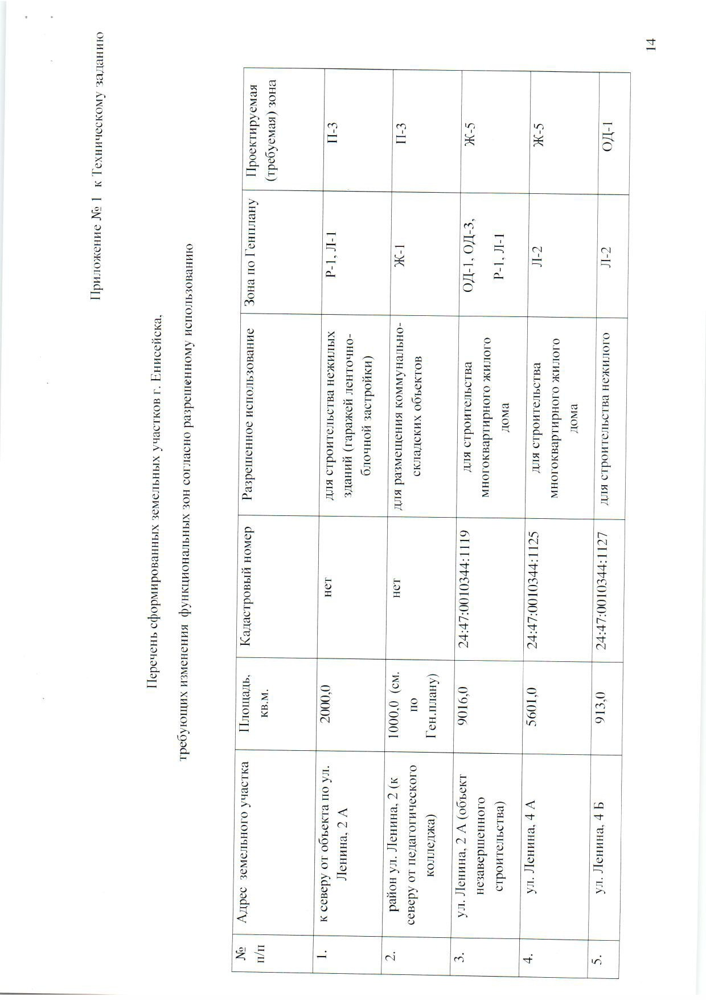 Приложение № 1 к Техническому заданию
Перечень сформированных земельных участков г. Енисейска,
требующих изменения функциональных зон согласно разрешенному использованию
№
п/п
Адрес земельного участка
Площадь,
кв.м.
Кадастровый номер
Разрешенное использование
Зона по Генплану
Проектируемая
(требуемая) зона
1.
к северу от объекта по ул.
Ленина, 2 А
2000,0
нет
для строительства нежилых
зданий (гаражей ленточно-
блочной застройки)
Р-1, Л-1
П-3
2.
район ул. Ленина, 2 (к
северу от педагогического
колледжа)
1000,0 (см.
по
Ген.плану)
нет
для размещения коммунально-
складских объектов
Ж-1
П-3
3.
ул. Ленина, 2 А (объект
незавершенного
строительства)
9016,0
24:47:0010344:1119
для строительства
многоквартирного жилого
дома
ОД-1, ОД-3,
Р-1, Л-1
Ж-5
4.
ул. Ленина, 4 А
5601,0
24:47:0010344:1125
для строительства
многоквартирного жилого
дома
Л-2
Ж-5
5.
ул. Ленина, 4 Б
913,0
24:47:0010344:1127
для строительства нежилого
Л-2
ОД-1
14